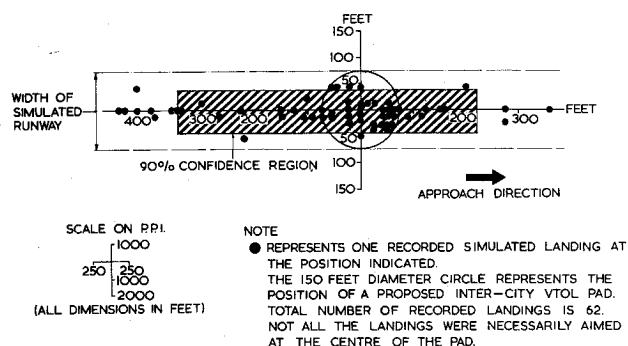 FEET
150
100
50
WIDTH OF
SIMULATED
RUNWAY
400 300 200 200 300 FEET
50
100
150
90% CONFIDENCE REGION
APPROACH DIRECTION
SCALE ON P.P.I.
1000
250 250
1000
2000
(ALL DIMENSIONS IN FEET)
NOTE
● REPRESENTS ONE RECORDED SIMULATED LANDING AT
THE POSITION INDICATED.
THE 150 FEET DIAMETER CIRCLE REPRESENTS THE
POSITION OF A PROPOSED INTER-CITY VTOL PAD.
TOTAL NUMBER OF RECORDED LANDINGS IS 62.
NOT ALL THE LANDINGS WERE NECESSARILY AIMED
AT THE CENTRE OF THE PAD.